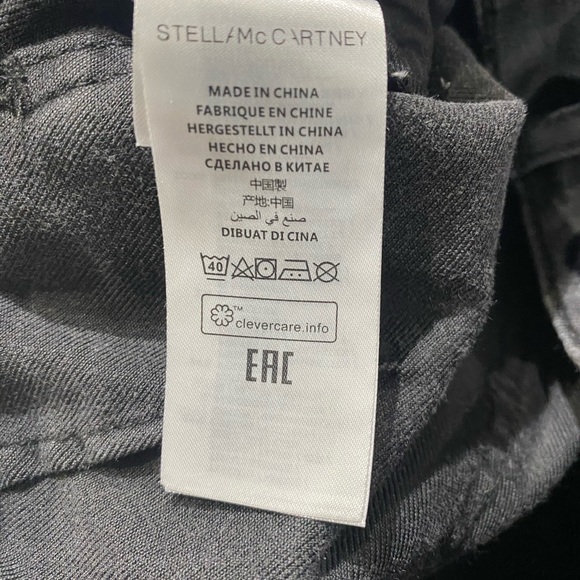 STELLA McCARTNEY
MADE IN CHINA
FABRIQUE EN CHINE
HERGESTELLT IN CHINA
HECHO EN CHINA
СДЕЛАНО В КИТАЕ
中国製
产地:中国
صنع في الصين
DIBUAT DI CINA
40
™ clevercare.info
EAC